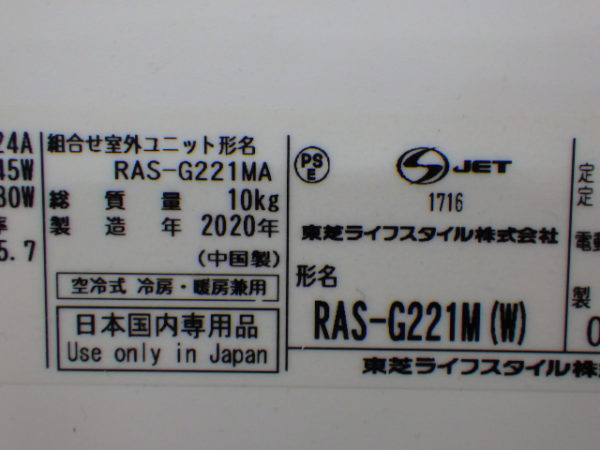 24A
45W
30W
率
5.7
組合せ室外ユニット形名
RAS-G221MA
総質量 10kg
製造年 2020年
(中国製)
空冷式 冷房・暖房兼用
日本国内専用品
Use only in Japan
PS
E
JET
1716
東芝ライフスタイル株式会社
形名
RAS-G221M(W)
東芝ライフスタイル株
定
定
電動
製
0